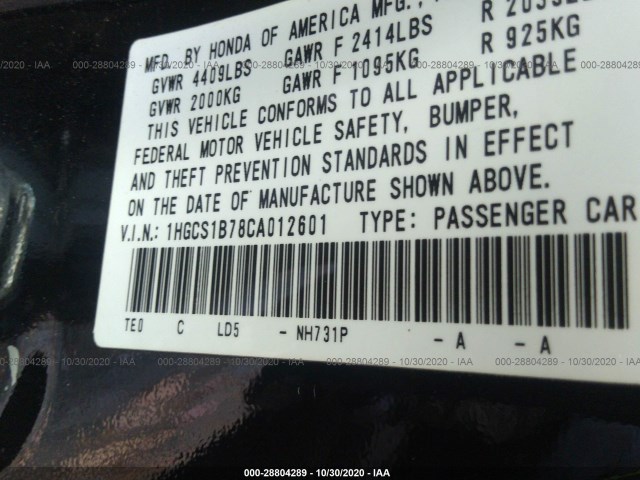 MFD. BY HONDA OF AMERICA MFG.,
GVWR 4409LBS GAWR F 2414LBS R
GVWR 2000KG GAWR F 1095KG R 925KG
THIS VEHICLE CONFORMS TO ALL APPLICABLE
FEDERAL MOTOR VEHICLE SAFETY, BUMPER,
AND THEFT PREVENTION STANDARDS IN EFFECT
ON THE DATE OF MANUFACTURE SHOWN ABOVE.
V.I.N.: 1HGCS1B78CA012601 TYPE: PASSENGER CAR
TE0 C LD5 - NH731P - A - A
000-28804289 - 10/30/2020 - IAA